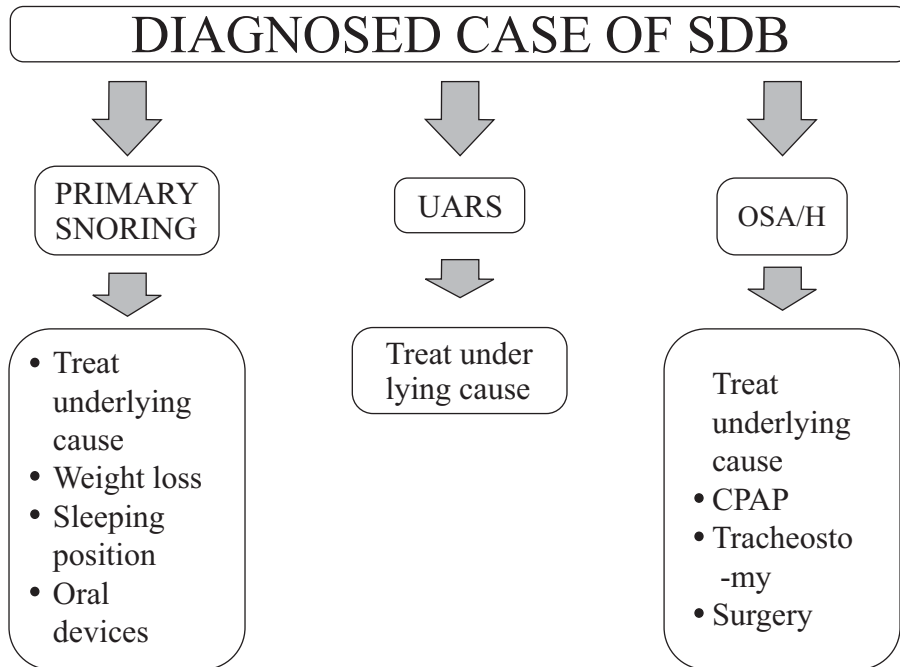 DIAGNOSED CASE OF SDB
PRIMARY
SNORING
UARS
OSA/H
• Treat
underlying
cause
• Weight loss
• Sleeping
position
• Oral
devices
Treat under
lying cause
Treat
underlying
cause
• CPAP
• Tracheosto
-my
• Surgery